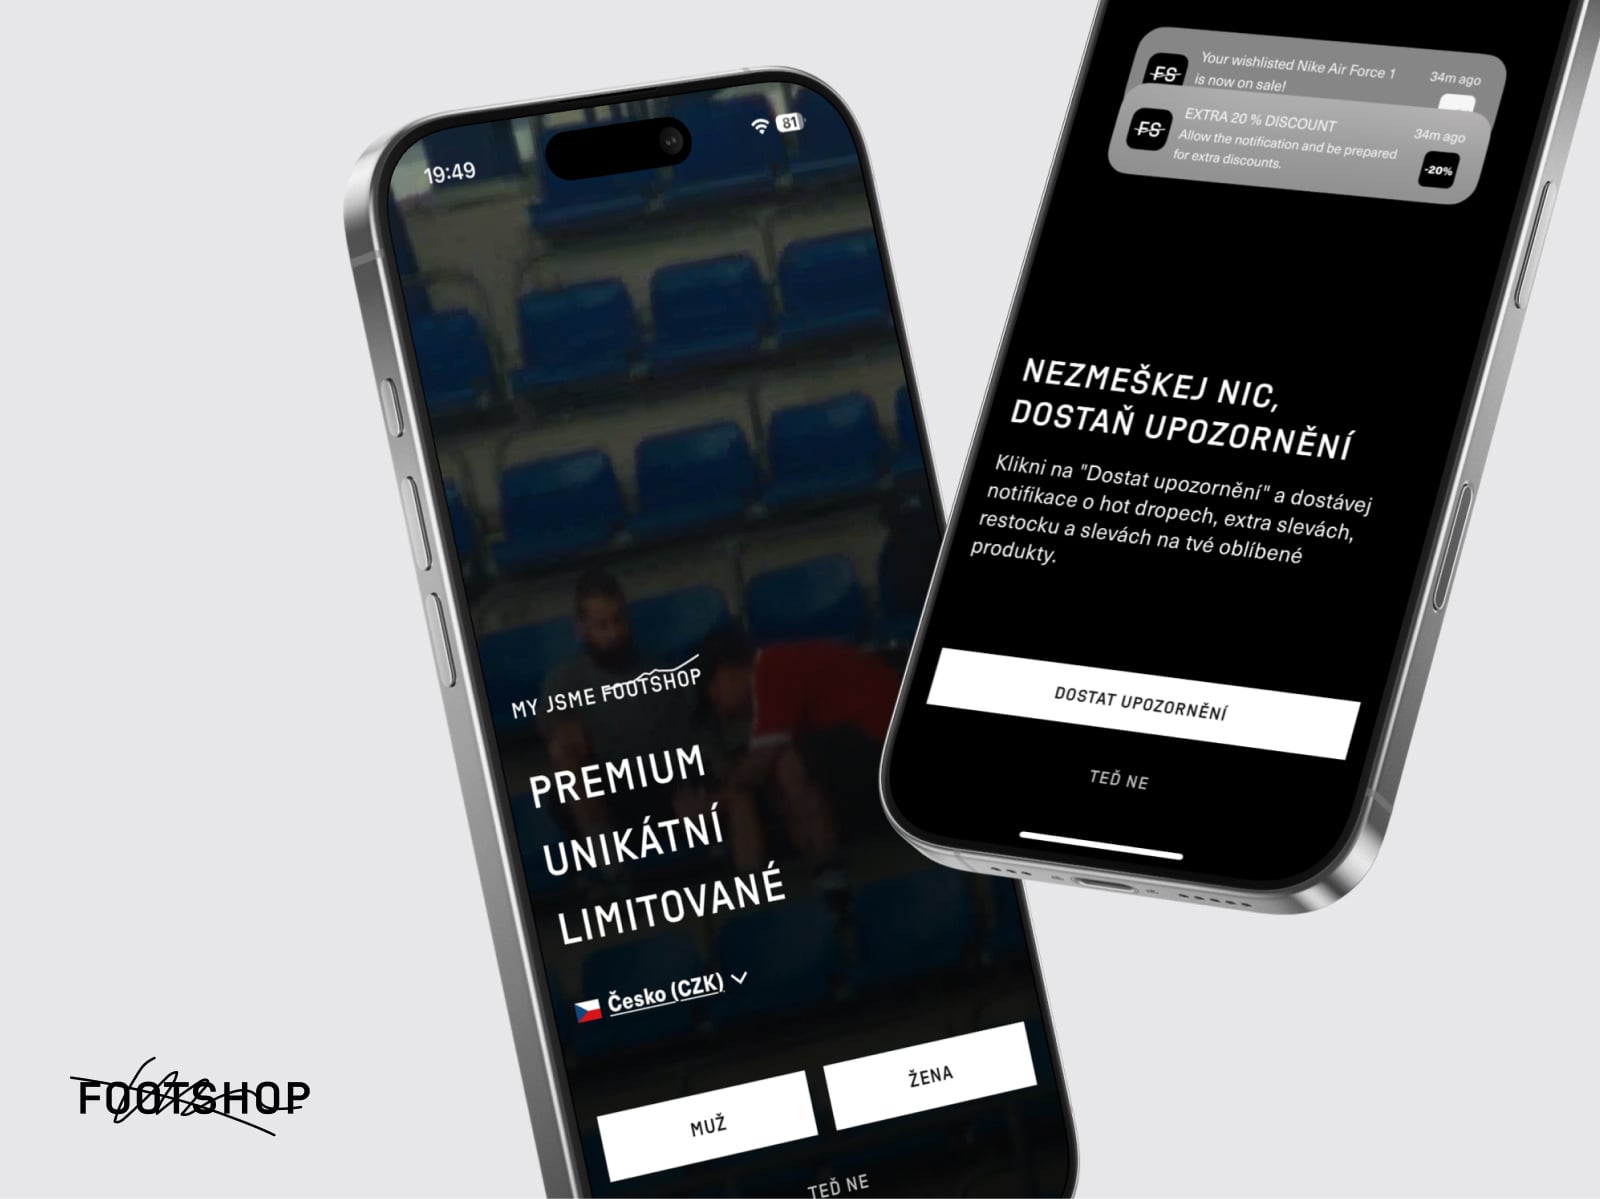 19:49
81
MY JSME FOOTSHOP
PREMIUM
UNIKÁTNÍ
LIMITOVANÉ
Česko (CZK)
MUŽ
ŽENA
TEĎ NE
FS
Your wishlisted Nike Air Force 1
is now on sale!
34m ago
FS
EXTRA 20 % DISCOUNT
Allow the notification and be prepared
for extra discounts.
34m ago
-20%
NEZMEŠKEJ NIC,
DOSTAŇ UPOZORNĚNÍ
Klikni na "Dostat upozornění" a dostávej
notifikace o hot dropech, extra slevách,
restocku a slevách na tvé oblíbené
produkty.
DOSTAT UPOZORNĚNÍ
TEĎ NE
FOOTSHOP